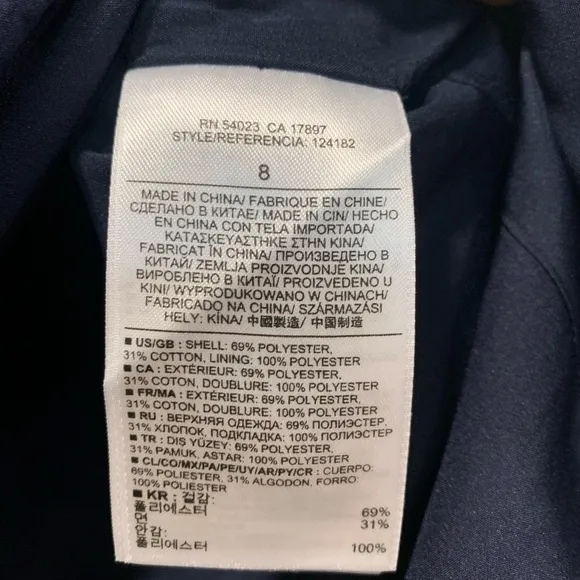 RN 54023 CA 17897
STYLE/REFERENCIA: 124182
8
MADE IN CHINA/ FABRIQUE EN CHINE/
СДЕЛАНО В КИТАЕ/ MADE IN CIN/ HECHO
EN CHINA CON TELA IMPORTADA/
ΚΑΤΑΣΚΕΥΑΣΤΗΚΕ ΣΤΗΝ ΚΙΝΑ/
FABRICAT ÎN CHINA/ ПРОИЗВЕДЕНО В
КИТАЙ/ ZEMLJA PROIZVODNJE KINA/
ВИРОБЛЕНО В КИТАЇ/ PROIZVEDENO U
KINI/ WYPRODUKOWANO W CHINACH/
FABRICADO NA CHINA/ SZÁRMAZÁSI
HELY: KÍNA/ 中國製造/ 中国制造
■ US/GB : SHELL: 69% POLYESTER,
31% COTTON, LINING: 100% POLYESTER
■ CA : EXTÉRIEUR: 69% POLYESTER,
31% COTON, DOUBLURE: 100% POLYESTER
■ FR/MA : EXTÉRIEUR: 69% POLYESTER,
31% COTON, DOUBLURE: 100% POLYESTER
■ RU : ВЕРХНЯЯ ОДЕЖДА: 69% ПОЛИЭСТЕР,
31% ХЛОПОК, ПОДКЛАДКА: 100% ПОЛИЭСТЕР
■ TR : DIŞ YÜZEY: 69% POLYESTER,
31% PAMUK, ASTAR: 100% POLYESTER
■ CL/CO/MX/PA/PE/UY/AR/PY/CR : CUERPO:
69% POLIESTER, 31% ALGODON, FORRO:
100% POLIESTER
■ KR : 겉감:
폴리에스터 69%
면 31%
안감:
폴리에스터 100%